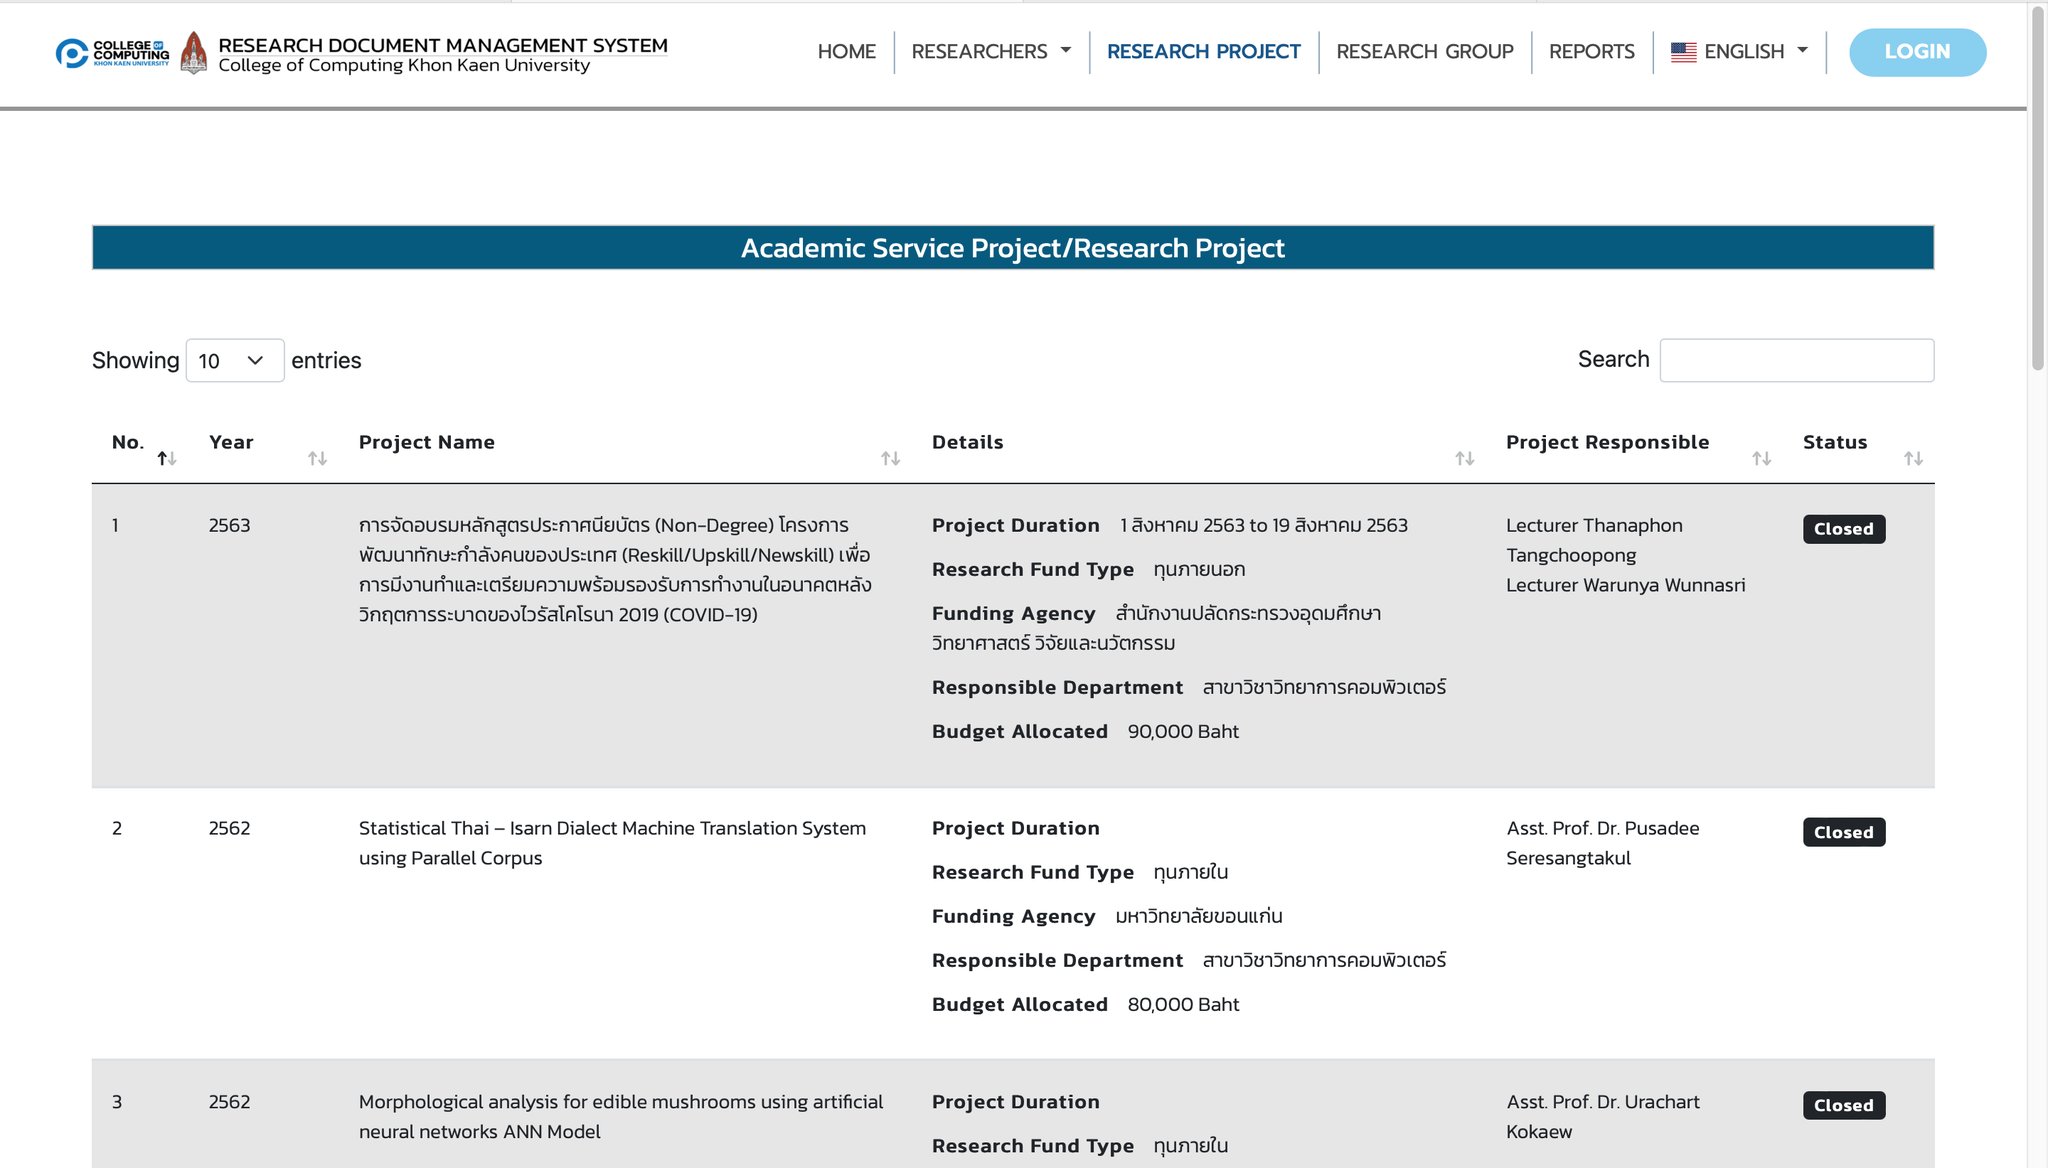 COLLEGE OF
COMPUTING
KHON KAEN UNIVERSITY
RESEARCH DOCUMENT MANAGEMENT SYSTEM
College of Computing Khon Kaen University
HOME
RESEARCHERS
RESEARCH PROJECT
RESEARCH GROUP
REPORTS
ENGLISH
LOGIN
Academic Service Project/Research Project
Showing 10 entries
Search
No. Year Project Name Details Project Responsible Status
1
2563
การจัดอบรมหลักสูตรประกาศนียบัตร (Non-Degree) โครงการ
พัฒนาทักษะกำลังคนของประเทศ (Reskill/Upskill/Newskill) เพื่อ
การมีงานทำและเตรียมความพร้อมรองรับการทำงานในอนาคตหลัง
วิกฤตการระบาดของไวรัสโคโรนา 2019 (COVID-19)
Project Duration 1 สิงหาคม 2563 to 19 สิงหาคม 2563
Research Fund Type ทุนภายนอก
Funding Agency สำนักงานปลัดกระทรวงอุดมศึกษา
วิทยาศาสตร์ วิจัยและนวัตกรรม
Responsible Department สาขาวิชาวิทยาการคอมพิวเตอร์
Budget Allocated 90,000 Baht
Lecturer Thanaphon
Tangchoopong
Lecturer Warunya Wunnasri
Closed
2
2562
Statistical Thai – Isarn Dialect Machine Translation System
using Parallel Corpus
Project Duration
Research Fund Type ทุนภายใน
Funding Agency มหาวิทยาลัยขอนแก่น
Responsible Department สาขาวิชาวิทยาการคอมพิวเตอร์
Budget Allocated 80,000 Baht
Asst. Prof. Dr. Pusadee
Seresangtakul
Closed
3
2562
Morphological analysis for edible mushrooms using artificial
neural networks ANN Model
Project Duration
Research Fund Type ทุนภายใน
Asst. Prof. Dr. Urachart
Kokaew
Closed